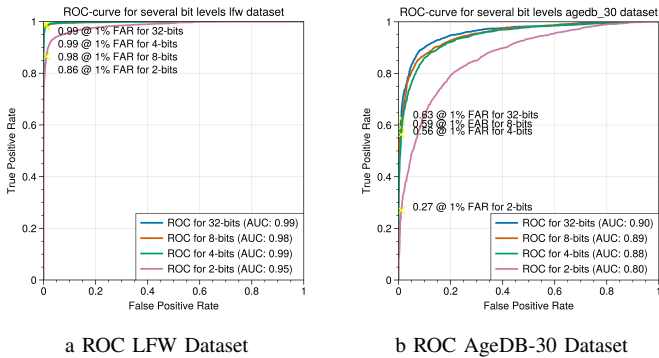 ROC-curve for several bit levels lfw dataset
1
0.8
0.6
0.4
0.2
0
0.99 @ 1% FAR for 32-bits
0.99 @ 1% FAR for 4-bits
0.98 @ 1% FAR for 8-bits
0.86 @ 1% FAR for 2-bits
True Positive Rate
ROC for 32-bits (AUC: 0.99)
ROC for 8-bits (AUC: 0.98)
ROC for 4-bits (AUC: 0.99)
ROC for 2-bits (AUC: 0.95)
0 0.2 0.4 0.6 0.8 1
False Positive Rate
a ROC LFW Dataset
ROC-curve for several bit levels agedb_30 dataset
1
0.8
0.6
0.4
0.2
0
0.63 @ 1% FAR for 32-bits
0.59 @ 1% FAR for 8-bits
0.56 @ 1% FAR for 4-bits
0.27 @ 1% FAR for 2-bits
True Positive Rate
ROC for 32-bits (AUC: 0.90)
ROC for 8-bits (AUC: 0.89)
ROC for 4-bits (AUC: 0.88)
ROC for 2-bits (AUC: 0.80)
0 0.2 0.4 0.6 0.8 1
False Positive Rate
b ROC AgeDB-30 Dataset